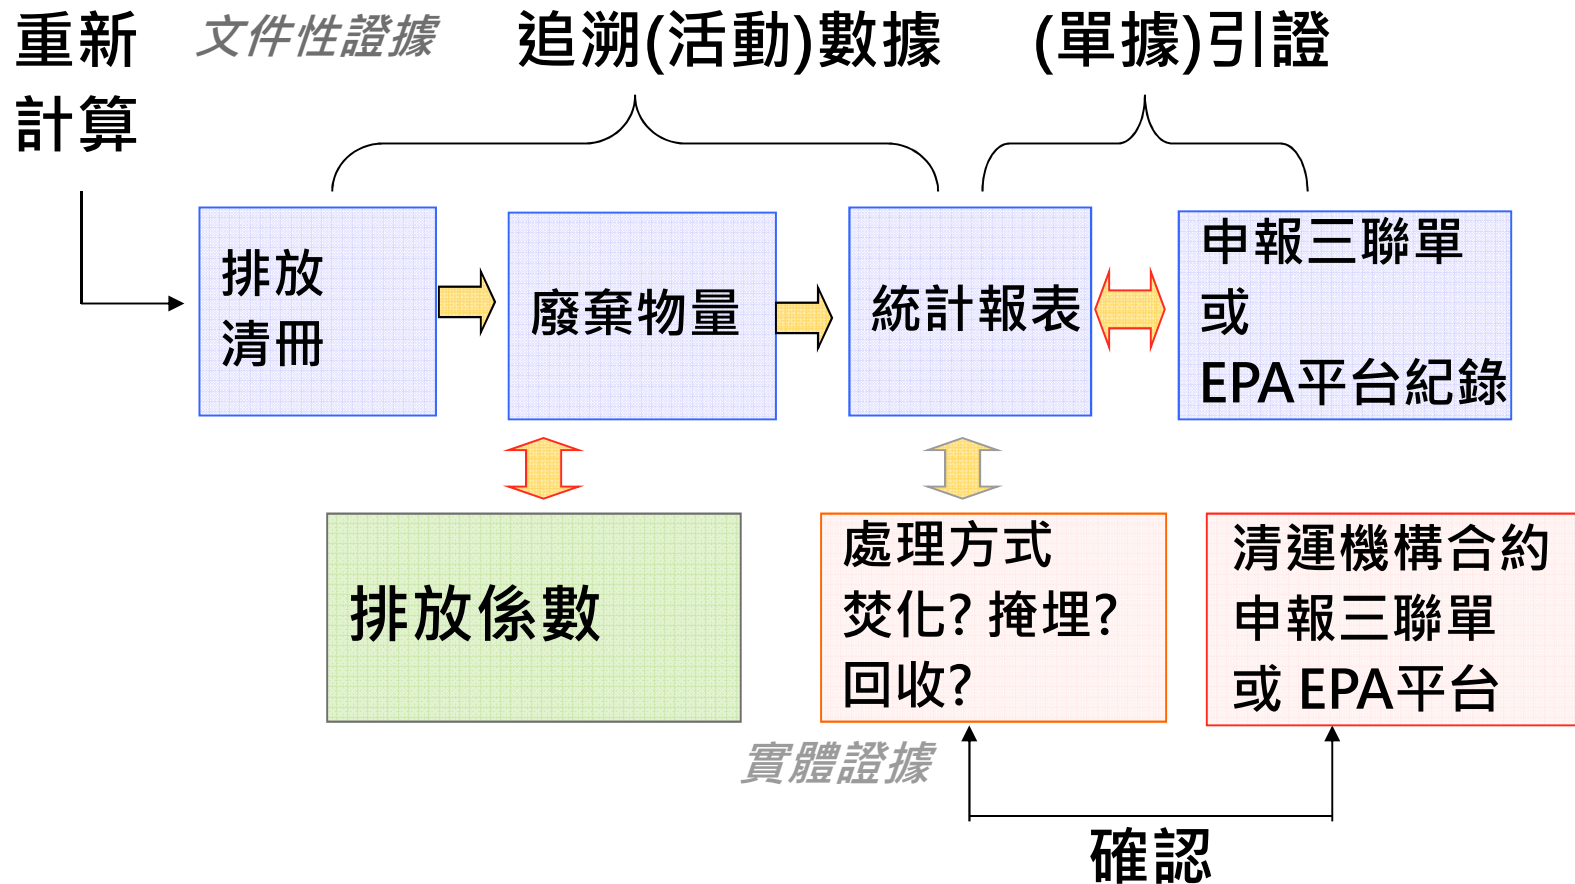 重新
計算
文件性證據
追溯(活動)數據
(單據)引證
排放
清冊
廢棄物量
統計報表
申報三聯單
或
EPA平台紀錄
排放係數
處理方式
焚化? 掩埋?
回收?
清運機構合約
申報三聯單
或 EPA平台
實體證據
確認